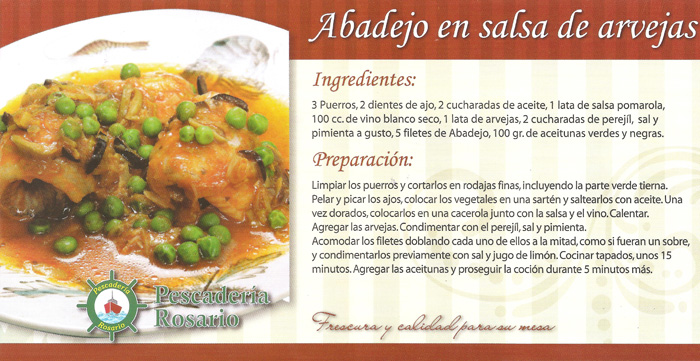 Abadejo en salsa de arvejas
Ingredientes:
3 Puerros, 2 dientes de ajo, 2 cucharadas de aceite, 1 lata de salsa pomarola,
100 cc. de vino blanco seco, 1 lata de arvejas, 2 cucharadas de perejíl, sal y
pimienta a gusto, 5 filetes de Abadejo, 100 gr. de aceitunas verdes y negras.
Preparación:
Limpiar los puerros y cortarlos en rodajas finas, incluyendo la parte verde tierna.
Pelar y picar los ajos, colocar los vegetales en una sartén y saltearlos con aceite. Una
vez dorados, colocarlos en una cacerola junto con la salsa y el vino. Calentar.
Agregar las arvejas. Condimentar con el perejíl, sal y pimienta.
Acomodar los filetes doblando cada uno de ellos a la mitad, como si fueran un sobre,
y condimentarlos previamente con sal y jugo de limón. Cocinar tapados, unos 15
minutos. Agregar las aceitunas y proseguir la coción durante 5 minutos más.
Pescadería
Rosario
Pescadería
Rosario
Frescura y calidad para su mesa